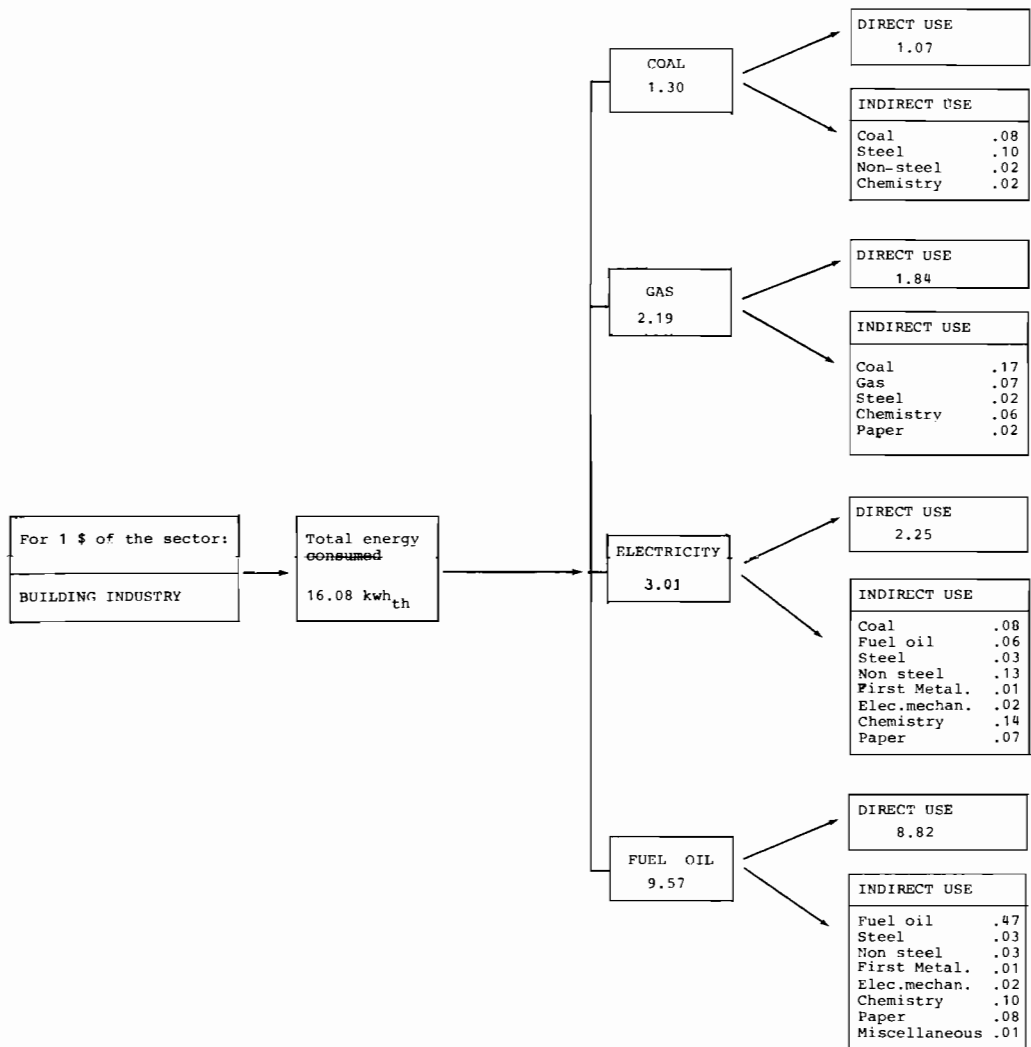 For 1 $ of the sector:
BUILDING INDUSTRY
Total energy
consumed
16.08 kwh_th
COAL
1.30
DIRECT USE
1.07
INDIRECT USE
Coal .08
Steel .10
Non-steel .02
Chemistry .02
GAS
2.19
DIRECT USE
1.84
INDIRECT USE
Coal .17
Gas .07
Steel .02
Chemistry .06
Paper .02
ELECTRICITY
3.01
DIRECT USE
2.25
INDIRECT USE
Coal .08
Fuel oil .06
Steel .03
Non steel .13
First Metal. .01
Elec.mechan. .02
Chemistry .14
Paper .07
FUEL OIL
9.57
DIRECT USE
8.82
INDIRECT USE
Fuel oil .47
Steel .03
Non steel .03
First Metal. .01
Elec.mechan. .02
Chemistry .10
Paper .08
Miscellaneous .01